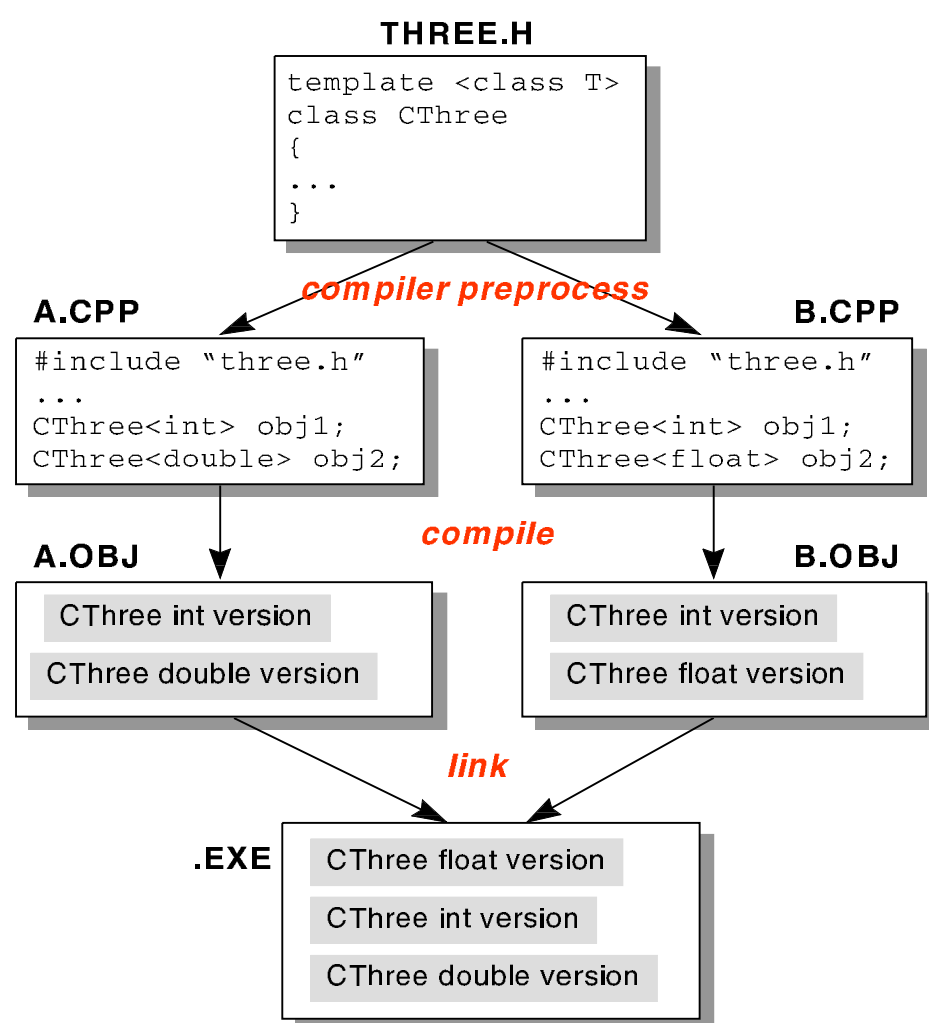 THREE.H
template <class T>
class CThree
{
...
}
compiler preprocess
A.CPP
#include “three.h”
...
CThree<int> obj1;
CThree<double> obj2;
B.CPP
#include “three.h”
...
CThree<int> obj1;
CThree<float> obj2;
compile
A.OBJ
CThree int version
CThree double version
B.OBJ
CThree int version
CThree float version
link
.EXE
CThree float version
CThree int version
CThree double version